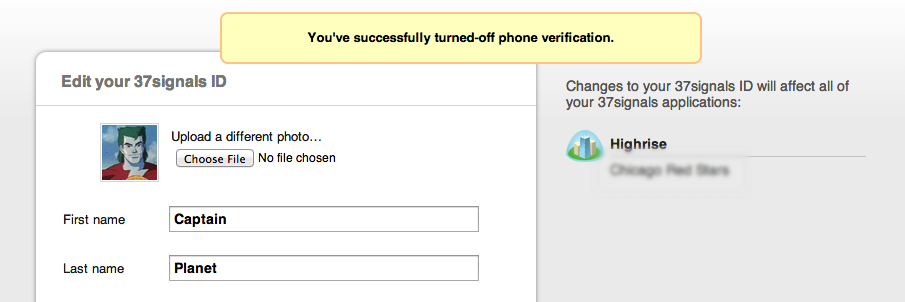 You've successfully turned-off phone verification.
Edit your 37signals ID
Upload a different photo…
Choose File No file chosen
First name Captain
Last name Planet
Changes to your 37signals ID will affect all of
your 37signals applications:
Highrise
Chicago Red Stars